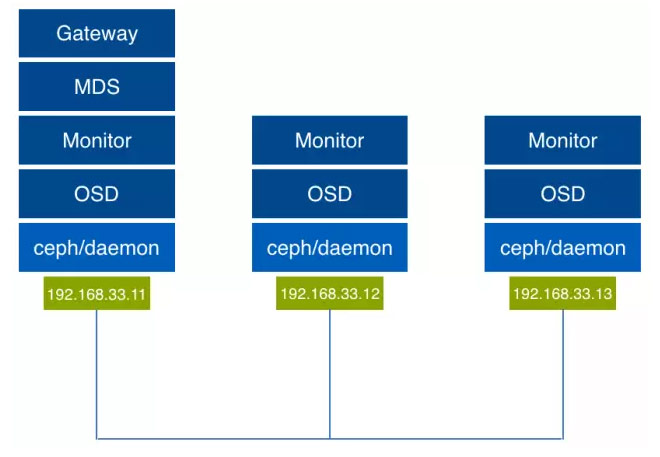 Gateway
MDS
Monitor
OSD
ceph/daemon
192.168.33.11
Monitor
OSD
ceph/daemon
192.168.33.12
Monitor
OSD
ceph/daemon
192.168.33.13